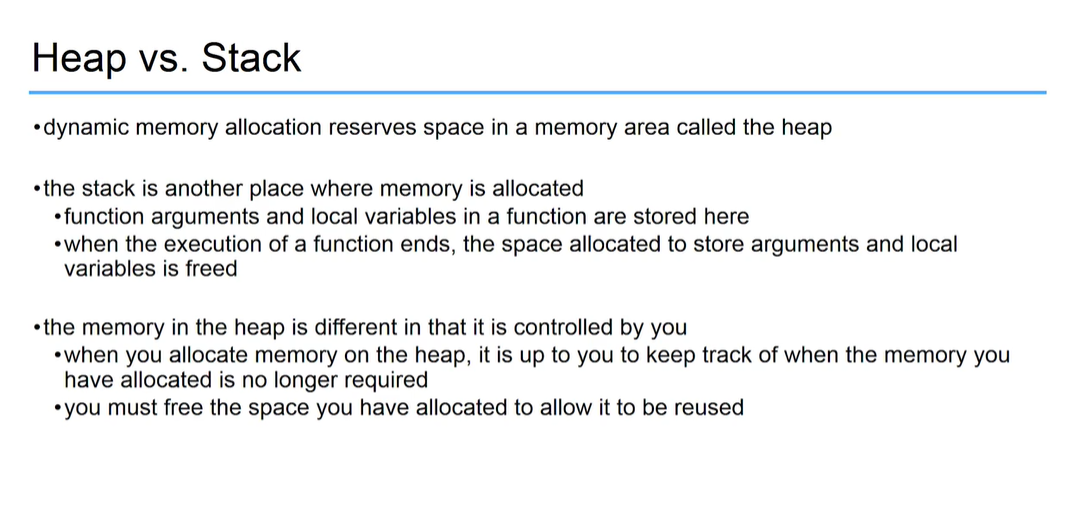 Heap vs. Stack
•dynamic memory allocation reserves space in a memory area called the heap
•the stack is another place where memory is allocated
•function arguments and local variables in a function are stored here
•when the execution of a function ends, the space allocated to store arguments and local
variables is freed
•the memory in the heap is different in that it is controlled by you
•when you allocate memory on the heap, it is up to you to keep track of when the memory you
have allocated is no longer required
•you must free the space you have allocated to allow it to be reused